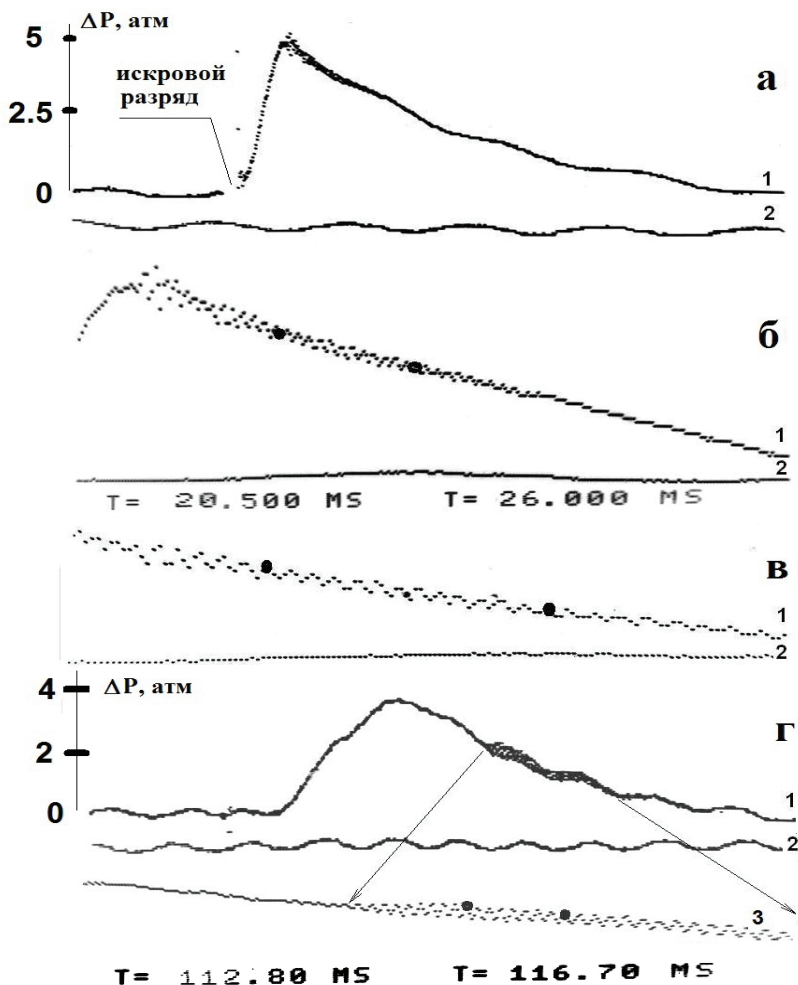 ΔP, атм
5
искровой
разряд
а
2.5
0
1
2
б
1
2
T= 20.500 MS T= 26.000 MS
в
1
2
4
ΔP, атм
г
2
0
1
2
3
T= 112.80 MS T= 116.70 MS